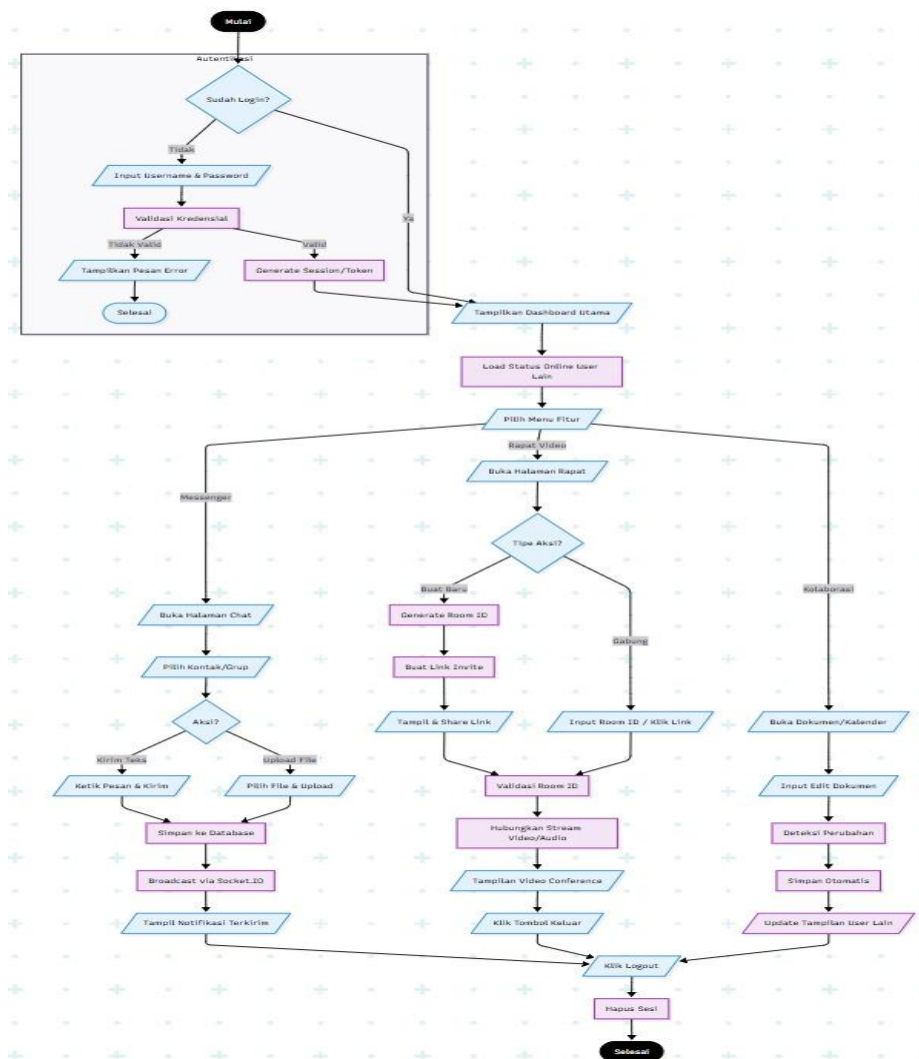 Mulai
Autentikasi
Sudah Login?
Tidak
Input Username & Password
Ya
Validasi Kredensial
Tidak Valid
Valid
Tampilkan Pesan Error
Generate Session/Token
Selesai
Tampilkan Dashboard Utama
Load Status Online User
Lain
Pilih Menu Fitur
Rapat Video
Buka Halaman Rapat
Messenger
Tipe Aksi?
Buat Baru
Kolaborasi
Buka Halaman Chat
Generate Room ID
Gabung
Pilih Kontak/Grup
Buat Link Invite
Aksi?
Tampil & Share Link
Input Room ID / Klik Link
Buka Dokumen/Kalender
Kirim Teks
Upload File
Ketik Pesan & Kirim
Pilih File & Upload
Validasi Room ID
Input Edit Dokumen
Simpan ke Database
Hubungkan Stream
Video/Audio
Deteksi Perubahan
Broadcast via Socket.IO
Tampilan Video Conference
Simpan Otomatis
Tampil Notifikasi Terkirim
Klik Tombol Keluar
Update Tampilan User Lain
Klik Logout
Hapus Sesi
Selesai